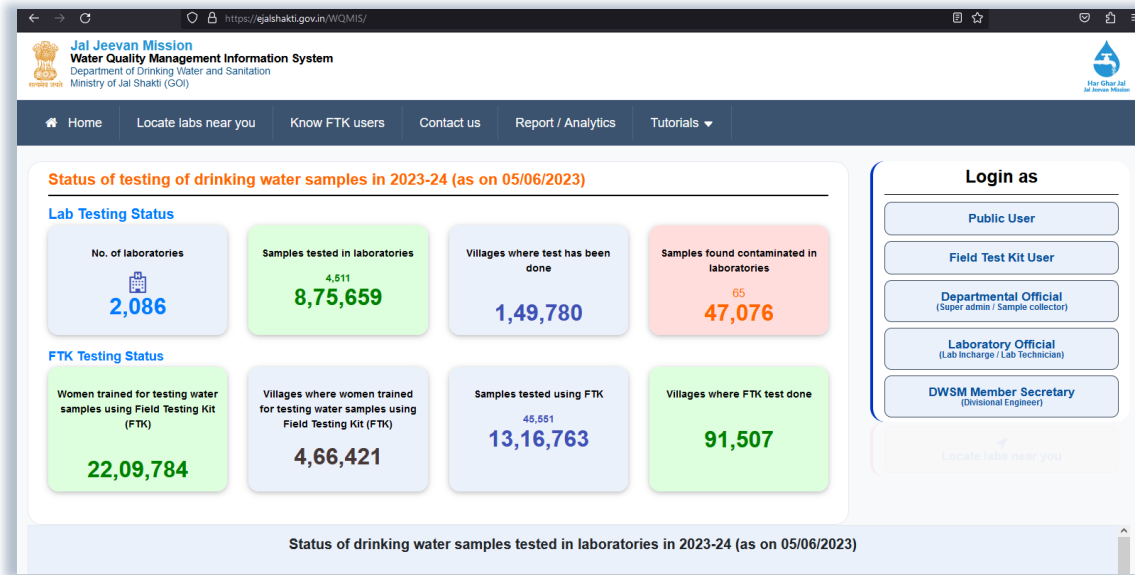 https://ejalshakti.gov.in/WQMIS/
Jal Jeevan Mission
Water Quality Management Information System
Department of Drinking Water and Sanitation
Ministry of Jal Shakti (GOI)
सत्यमेव जयते
Har Ghar Jal
Jal Jeevan Mission
Home Locate labs near you Know FTK users Contact us Report / Analytics Tutorials
Status of testing of drinking water samples in 2023-24 (as on 05/06/2023)
Lab Testing Status
No. of laboratories
2,086
Samples tested in laboratories
4,511
8,75,659
Villages where test has been
done
1,49,780
Samples found contaminated in
laboratories
65
47,076
FTK Testing Status
Women trained for testing water
samples using Field Testing Kit
(FTK)
22,09,784
Villages where women trained
for testing water samples using
Field Testing Kit (FTK)
4,66,421
Samples tested using FTK
45,551
13,16,763
Villages where FTK test done
91,507
Login as
Public User
Field Test Kit User
Departmental Official
(Super admin / Sample collector)
Laboratory Official
(Lab Incharge / Lab Technician)
DWSM Member Secretary
(Divisional Engineer)
Locate labs near you
Status of drinking water samples tested in laboratories in 2023-24 (as on 05/06/2023)